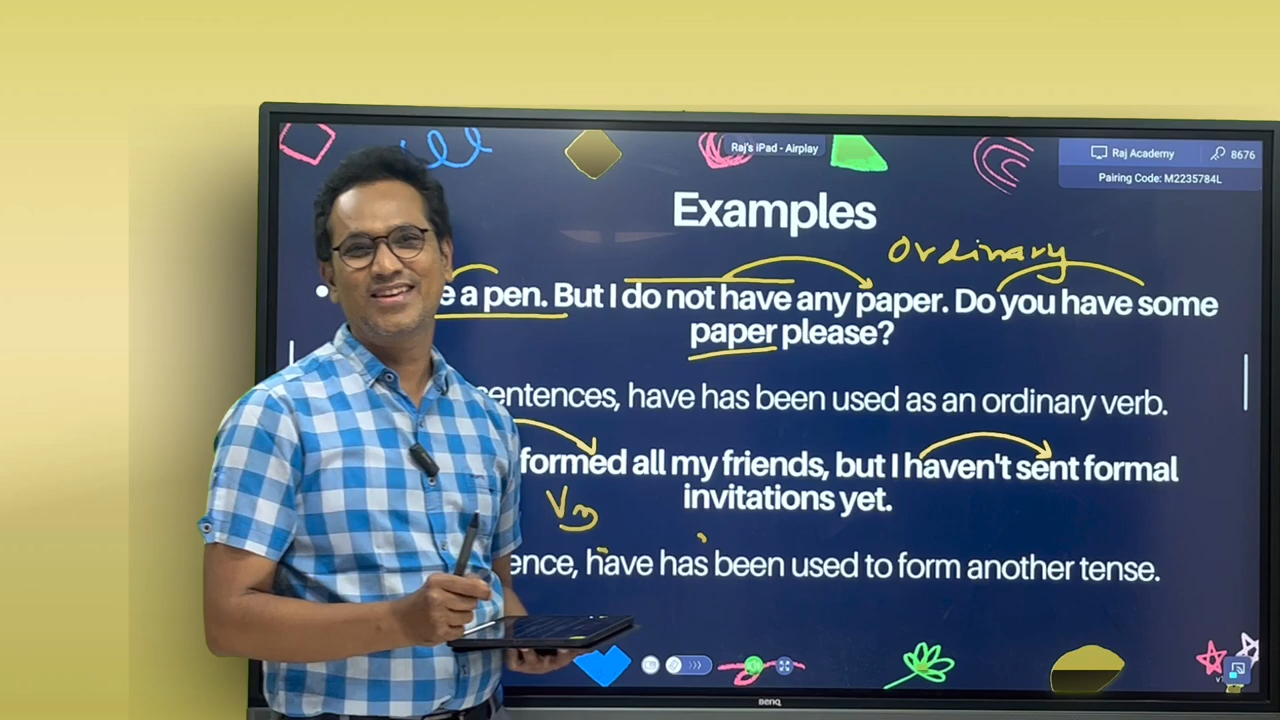 Raj's iPad - Airplay
Raj Academy 8676
Pairing Code: M2235784L
Examples
Ordinary
e a pen. But I do not have any paper. Do you have some
paper please?
entences, have has been used as an ordinary verb.
formed all my friends, but I haven't sent formal
invitations yet.
V3
ence, have has been used to form another tense.
BenQ